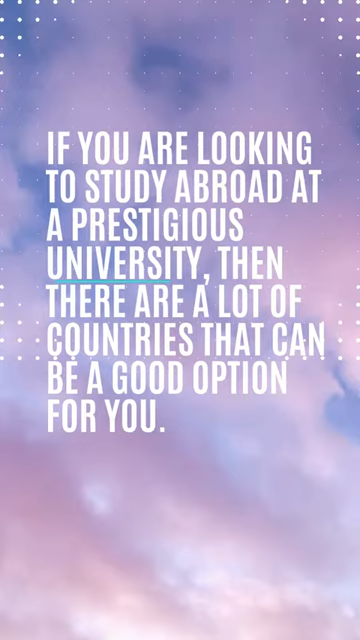 IF YOU ARE LOOKING
TO STUDY ABROAD AT
A PRESTIGIOUS
UNIVERSITY, THEN
THERE ARE A LOT OF
COUNTRIES THAT CAN
BE A GOOD OPTION
FOR YOU.